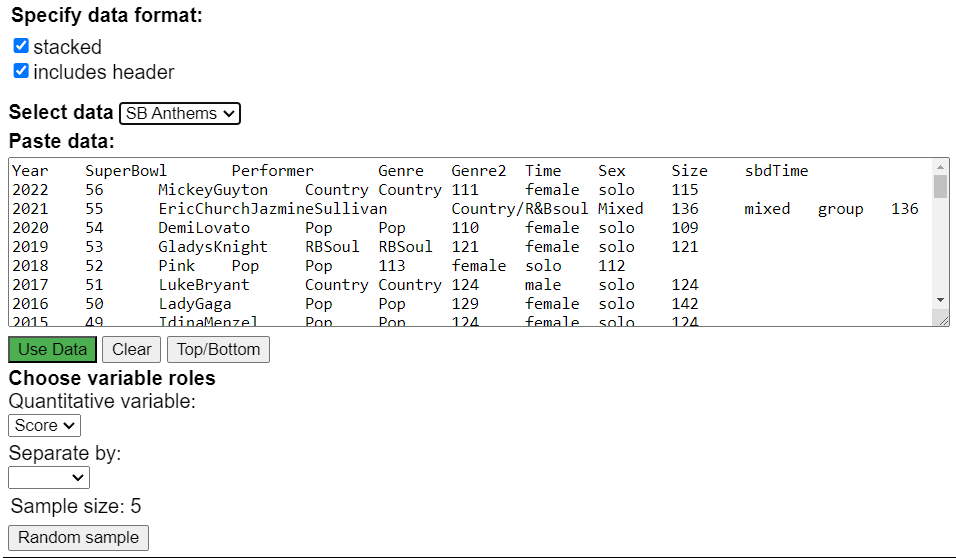 Specify data format:
stacked
includes header
Select data SB Anthems
Paste data:
Year SuperBowl Performer Genre Genre2 Time Sex Size sbdTime
2022 56 MickeyGuyton Country Country 111 female solo 115
2021 55 EricChurchJazmineSullivan Country/R&Bsoul Mixed 136 mixed group 136
2020 54 DemiLovato Pop Pop 110 female solo 109
2019 53 GladysKnight RBSoul RBSoul 121 female solo 121
2018 52 Pink Pop Pop 113 female solo 112
2017 51 LukeBryant Country Country 124 male solo 124
2016 50 LadyGaga Pop Pop 129 female solo 142
2015 49 IdinaMenzel Pop Pop 124 female solo 124
Use Data Clear Top/Bottom
Choose variable roles
Quantitative variable:
Score
Separate by:
Sample size: 5
Random sample